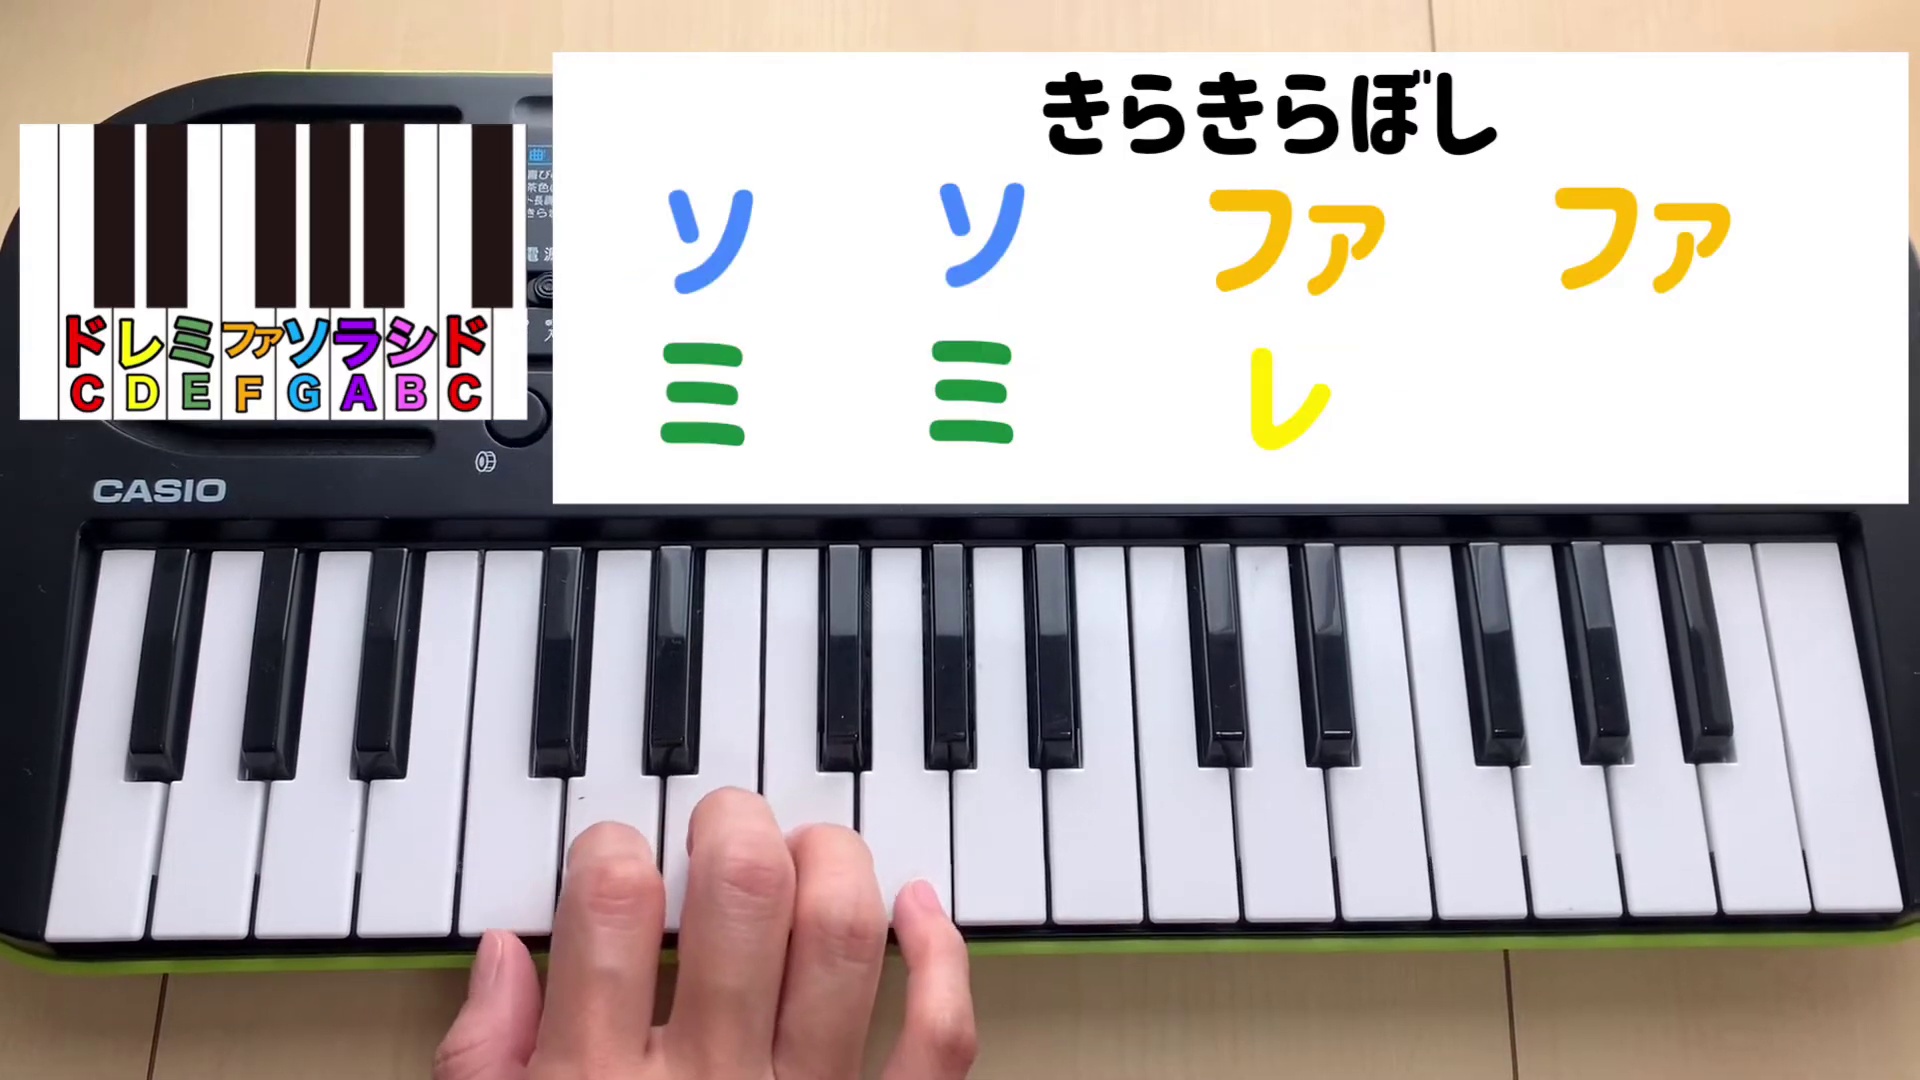 きらきらぼし
ソ ソ ファ ファ
ミ ミ レ
ド レ ミ ファ ソ ラ シ ド
C D E F G A B C
CASIO